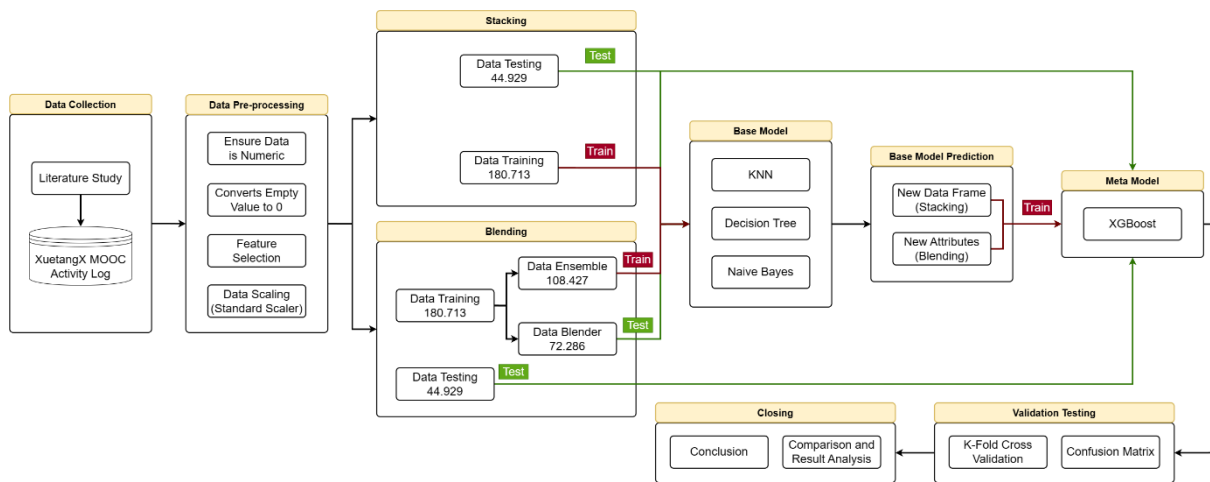 Data Collection
Literature Study
XuetangX MOOC
Activity Log
Data Pre-processing
Ensure Data
is Numeric
Converts Empty
Value to 0
Feature
Selection
Data Scaling
(Standard Scaler)
Stacking
Data Testing
44.929
Test
Data Training
180.713
Train
Blending
Data Training
180.713
Data Ensemble
108.427
Train
Data Blender
72.286
Test
Data Testing
44.929
Test
Base Model
KNN
Decision Tree
Naive Bayes
Base Model Prediction
New Data Frame
(Stacking)
New Attributes
(Blending)
Train
Meta Model
XGBoost
Validation Testing
K-Fold Cross
Validation
Confusion Matrix
Closing
Conclusion
Comparison and
Result Analysis